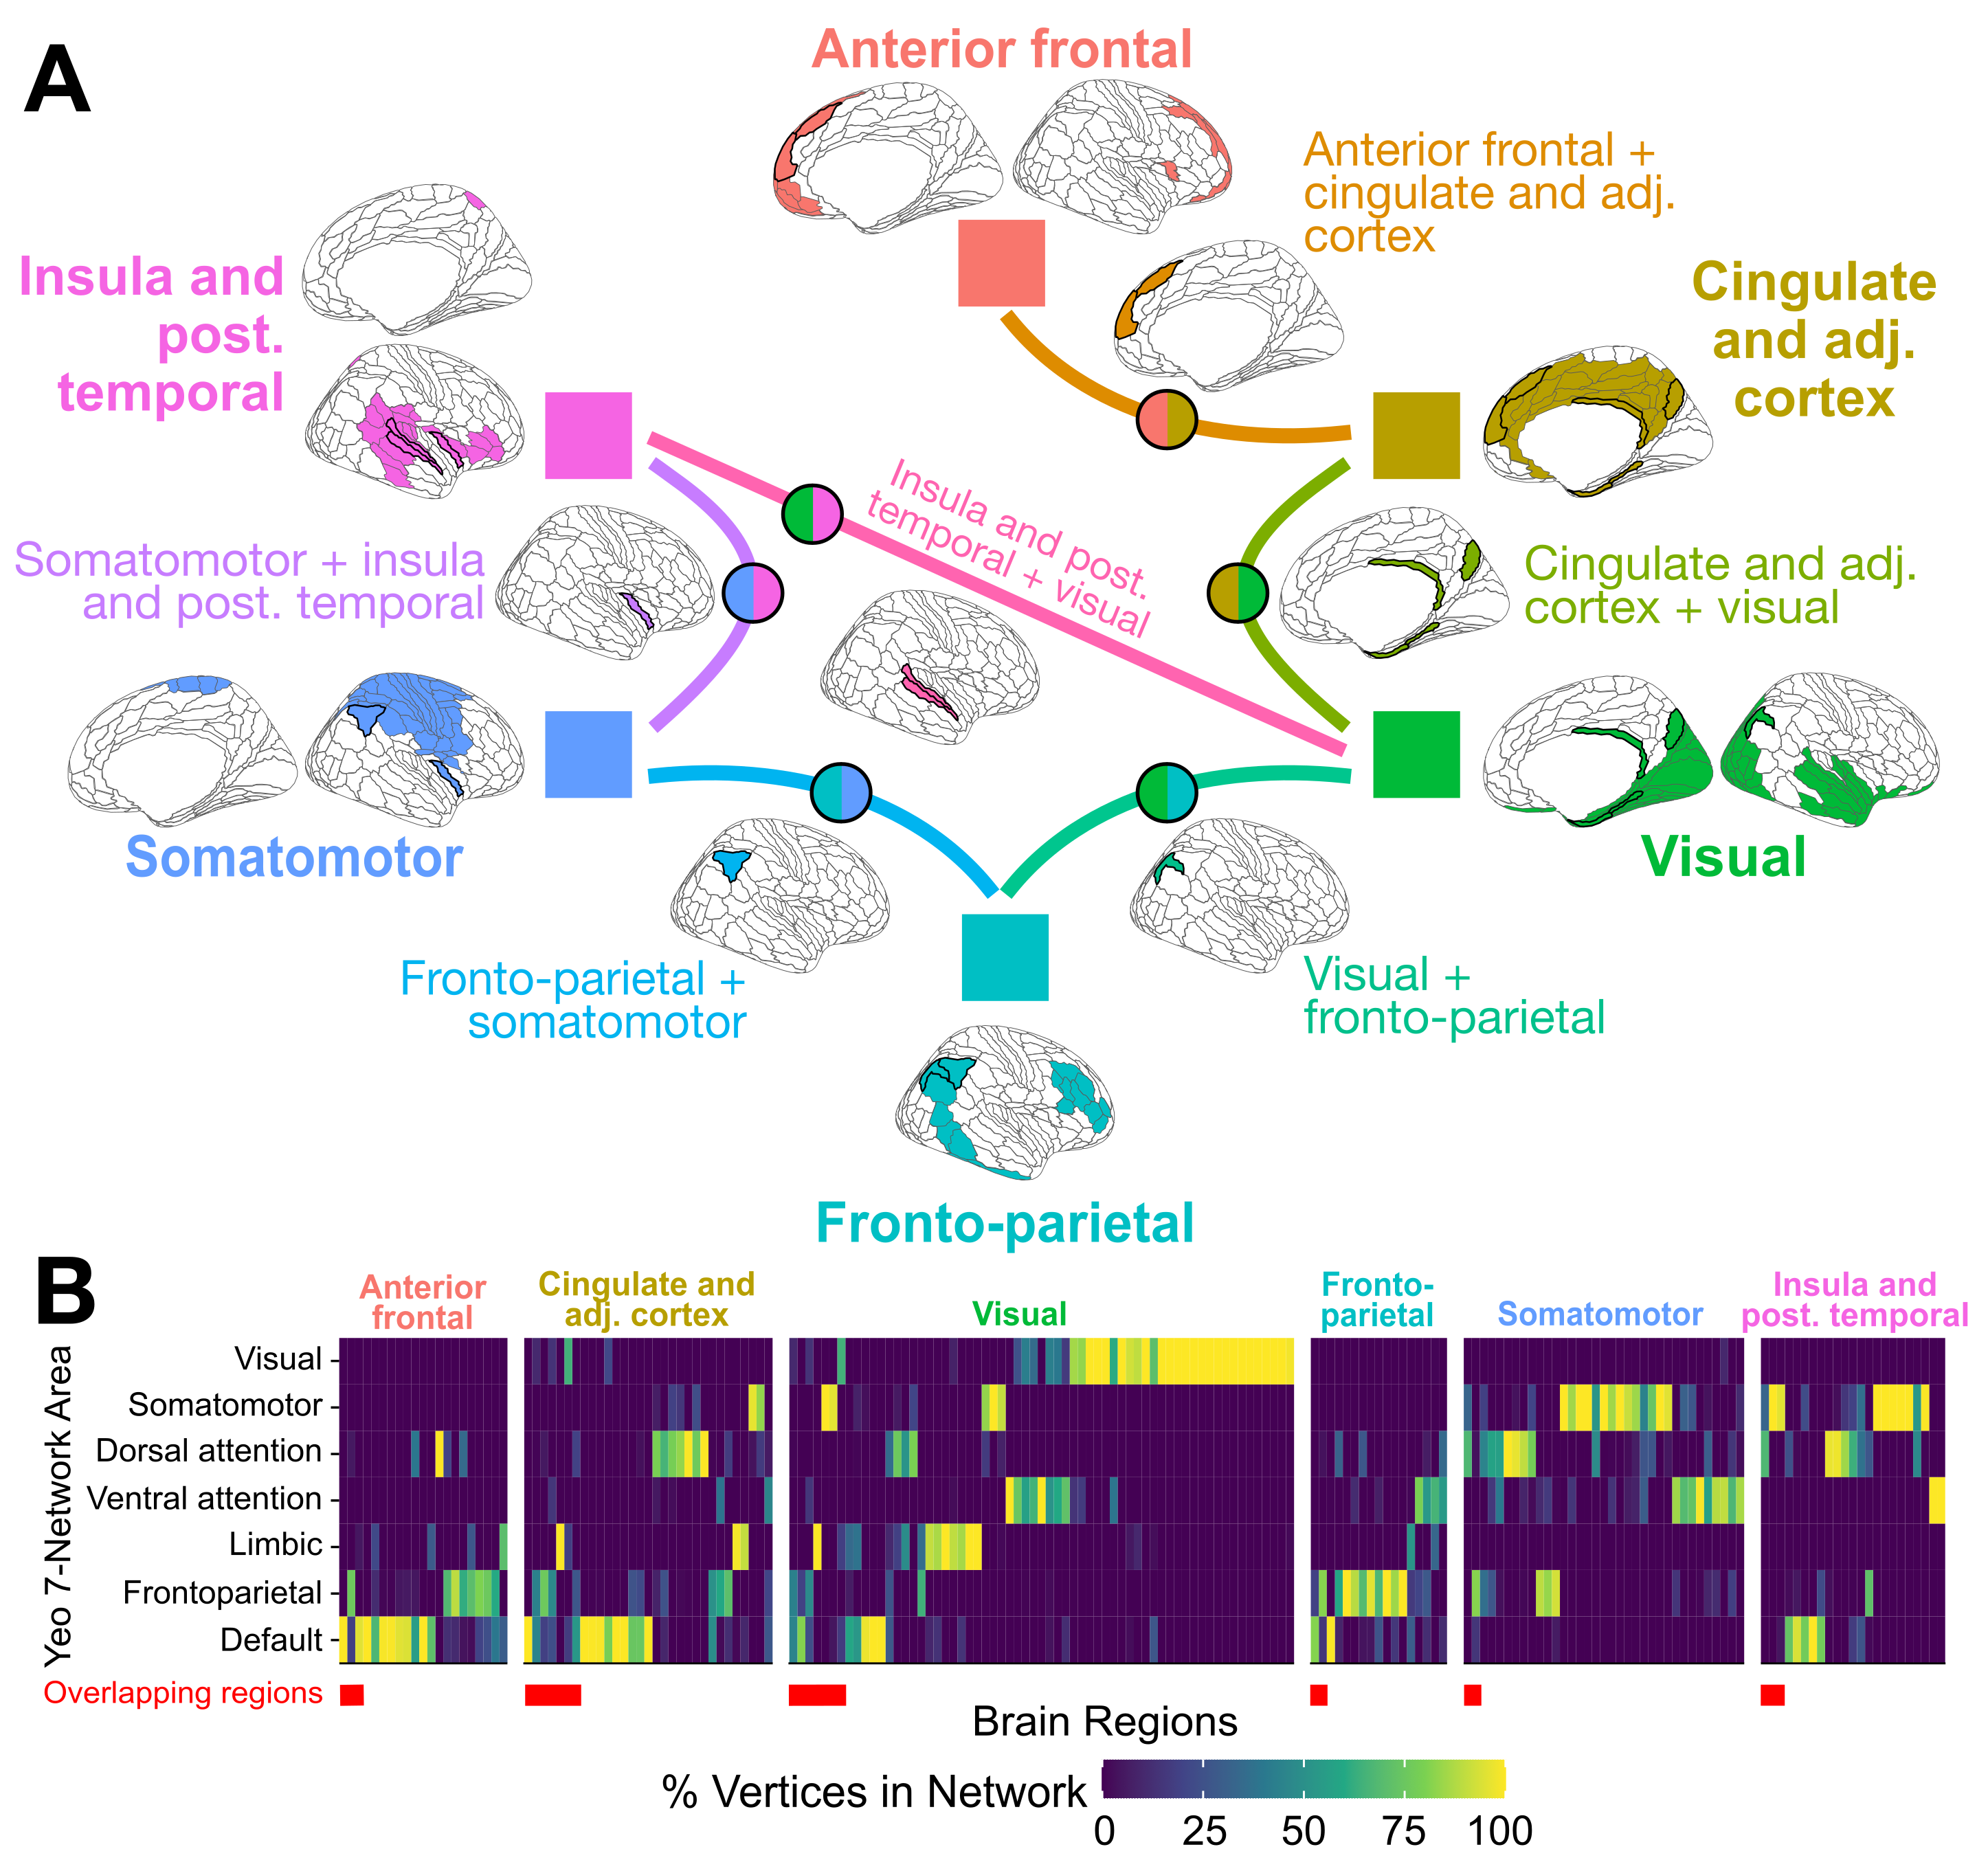 A
Anterior frontal
Anterior frontal +
cingulate and adj.
cortex
Insula and
post.
temporal
Cingulate
and adj.
cortex
Insula and post.
temporal + visual
Somatomotor + insula
and post. temporal
Cingulate and adj.
cortex + visual
Somatomotor
Visual
Fronto-parietal +
somatomotor
Visual +
fronto-parietal
Fronto-parietal
B
Anterior
frontal
Cingulate and
adj. cortex
Visual
Fronto-
parietal
Somatomotor
Insula and
post. temporal
Yeo 7-Network Area
Visual
Somatomotor
Dorsal attention
Ventral attention
Limbic
Frontoparietal
Default
Overlapping regions
Brain Regions
% Vertices in Network
0 25 50 75 100